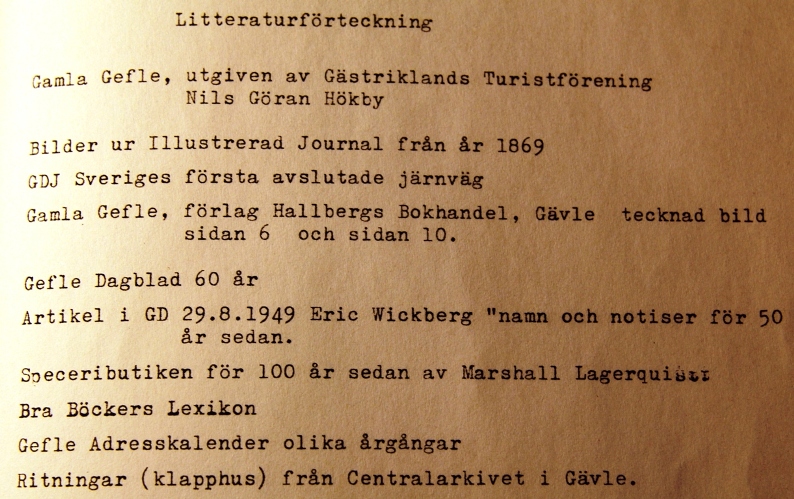 Litteraturförteckning
Gamla Gefle, utgiven av Gästriklands Turistförening
Nils Göran Hökby
Bilder ur Illustrerad Journal från år 1869
GDJ Sveriges första avslutade järnväg
Gamla Gefle, förlag Hallbergs Bokhandel, Gävle tecknad bild
sidan 6 och sidan 10.
Gefle Dagblad 60 år
Artikel i GD 29.8.1949 Eric Wickberg "namn och notiser för 50
år sedan.
Speceributiken för 100 år sedan av Marshall
Bra Böckers Lexikon
Gefle Adresskalender olika årgångar
Ritningar (klapphus) från Centralarkivet i Gävle.